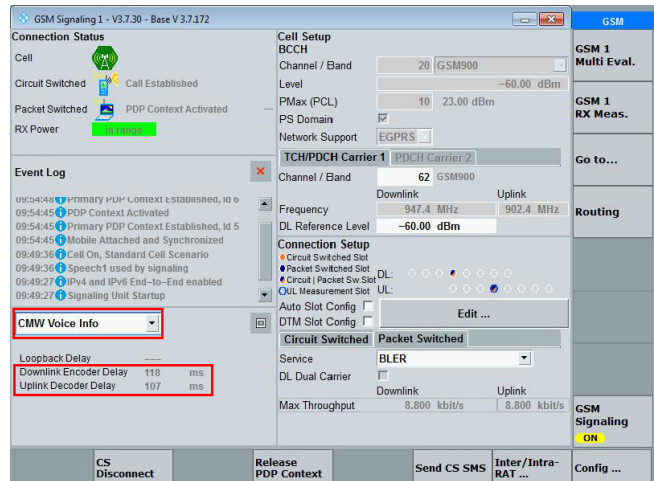 GSM Signaling 1 - V3.7.30 - Base V 3.7.172
GSM
Connection Status
Cell
Circuit Switched Call Established
Packet Switched PDP Context Activated ---
RX Power In range
Event Log
09:54:48 Primary PDP Context Established, Id 6
09:54:45 PDP Context Activated
09:54:45 Primary PDP Context Established, Id 5
09:54:45 Mobile Attached and Synchronized
09:49:36 Cell On, Standard Cell Scenario
09:49:36 Speech1 used by signaling
09:49:27 IPv4 and IPv6 End-to-End enabled
09:49:27 Signaling Unit Startup
CMW Voice Info
Loopback Delay ---
Downlink Encoder Delay 118 ms
Uplink Decoder Delay 107 ms
Cell Setup
BCCH
Channel / Band 20 GSM900
Level -60.00 dBm
PMax (PCL) 10 23.00 dBm
PS Domain
Network Support EGPRS
TCH/PDCH Carrier 1 PDCH Carrier 2
Channel / Band 62 GSM900
Downlink Uplink
Frequency 947.4 MHz 902.4 MHz
DL Reference Level -60.00 dBm
Connection Setup
Circuit Switched Slot
Packet Switched Slot
Circuit | Packet Sw.Slot
UL Measurement Slot
DL:
UL:
Auto Slot Config
DTM Slot Config
Edit ...
Circuit Switched Packet Switched
Service BLER
DL Dual Carrier
Downlink Uplink
Max Throughput 8.800 kbit/s 8.800 kbit/s
GSM 1
Multi Eval.
GSM 1
RX Meas.
Go to...
Routing
GSM
Signaling
ON
CS
Disconnect
Release
PDP Context
Send CS SMS
Inter/Intra-
RAT ...
Config ...